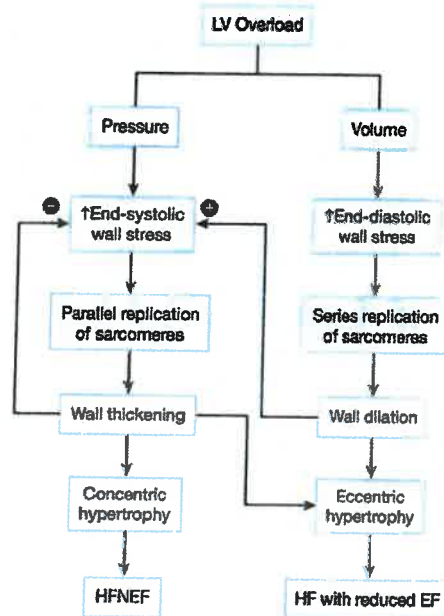 LV Overload
Pressure
Volume
−
↑End-systolic
wall stress
+
↑End-diastolic
wall stress
Parallel replication
of sarcomeres
Series replication
of sarcomeres
Wall thickening
Wall dilation
Concentric
hypertrophy
Eccentric
hypertrophy
HFNEF
HF with reduced EF